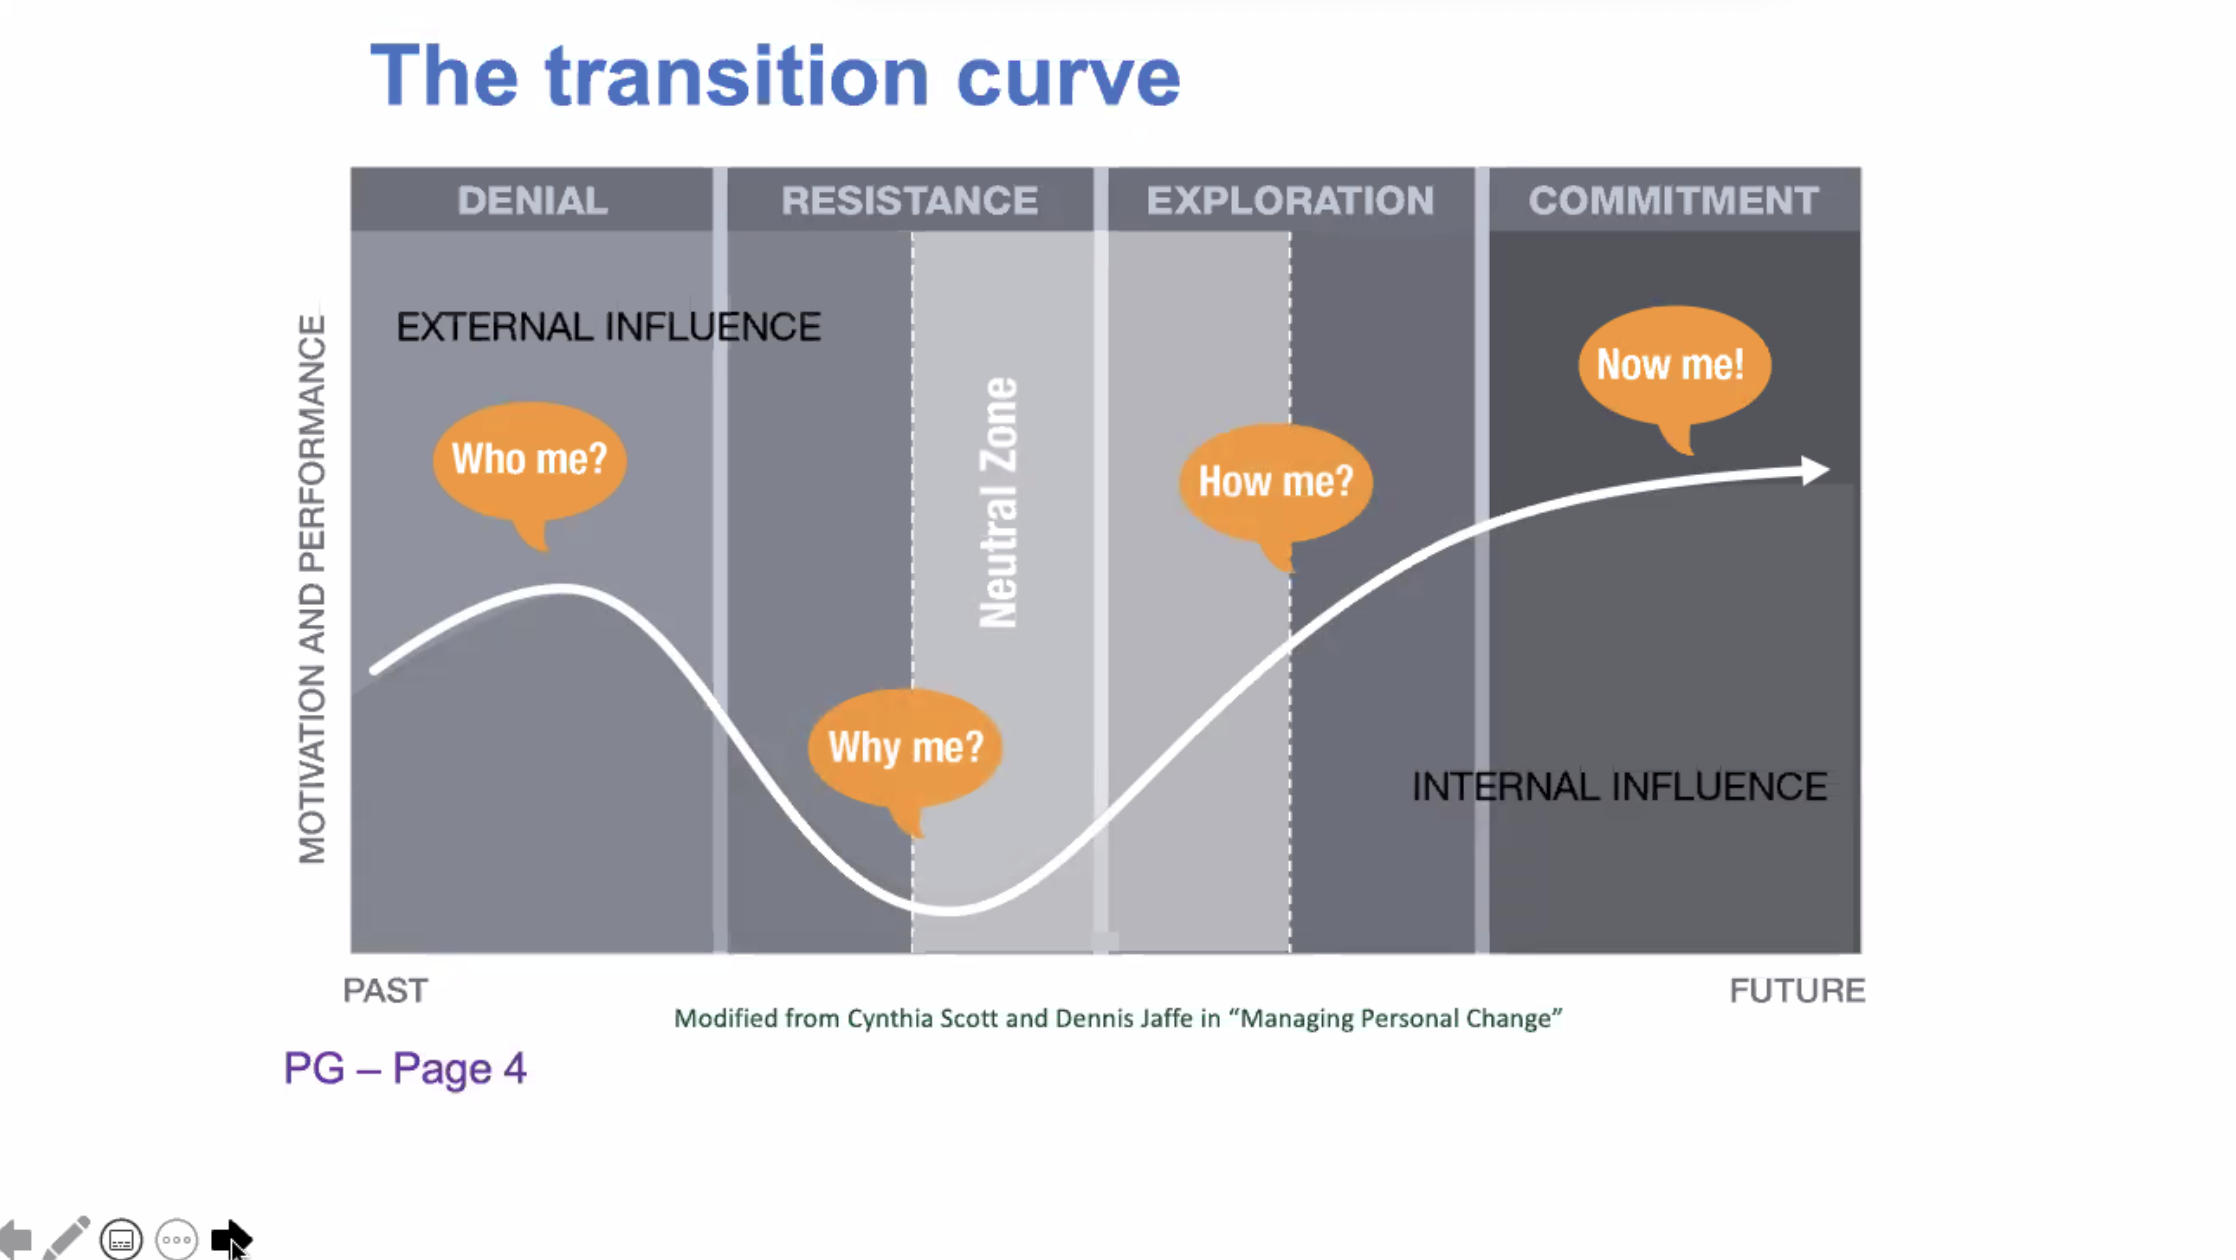 The transition curve
DENIAL
RESISTANCE
EXPLORATION
COMMITMENT
EXTERNAL INFLUENCE
MOTIVATION AND PERFORMANCE
Who me?
Why me?
Neutral Zone
How me?
Now me!
INTERNAL INFLUENCE
PAST
FUTURE
Modified from Cynthia Scott and Dennis Jaffe in “Managing Personal Change”
PG – Page 4